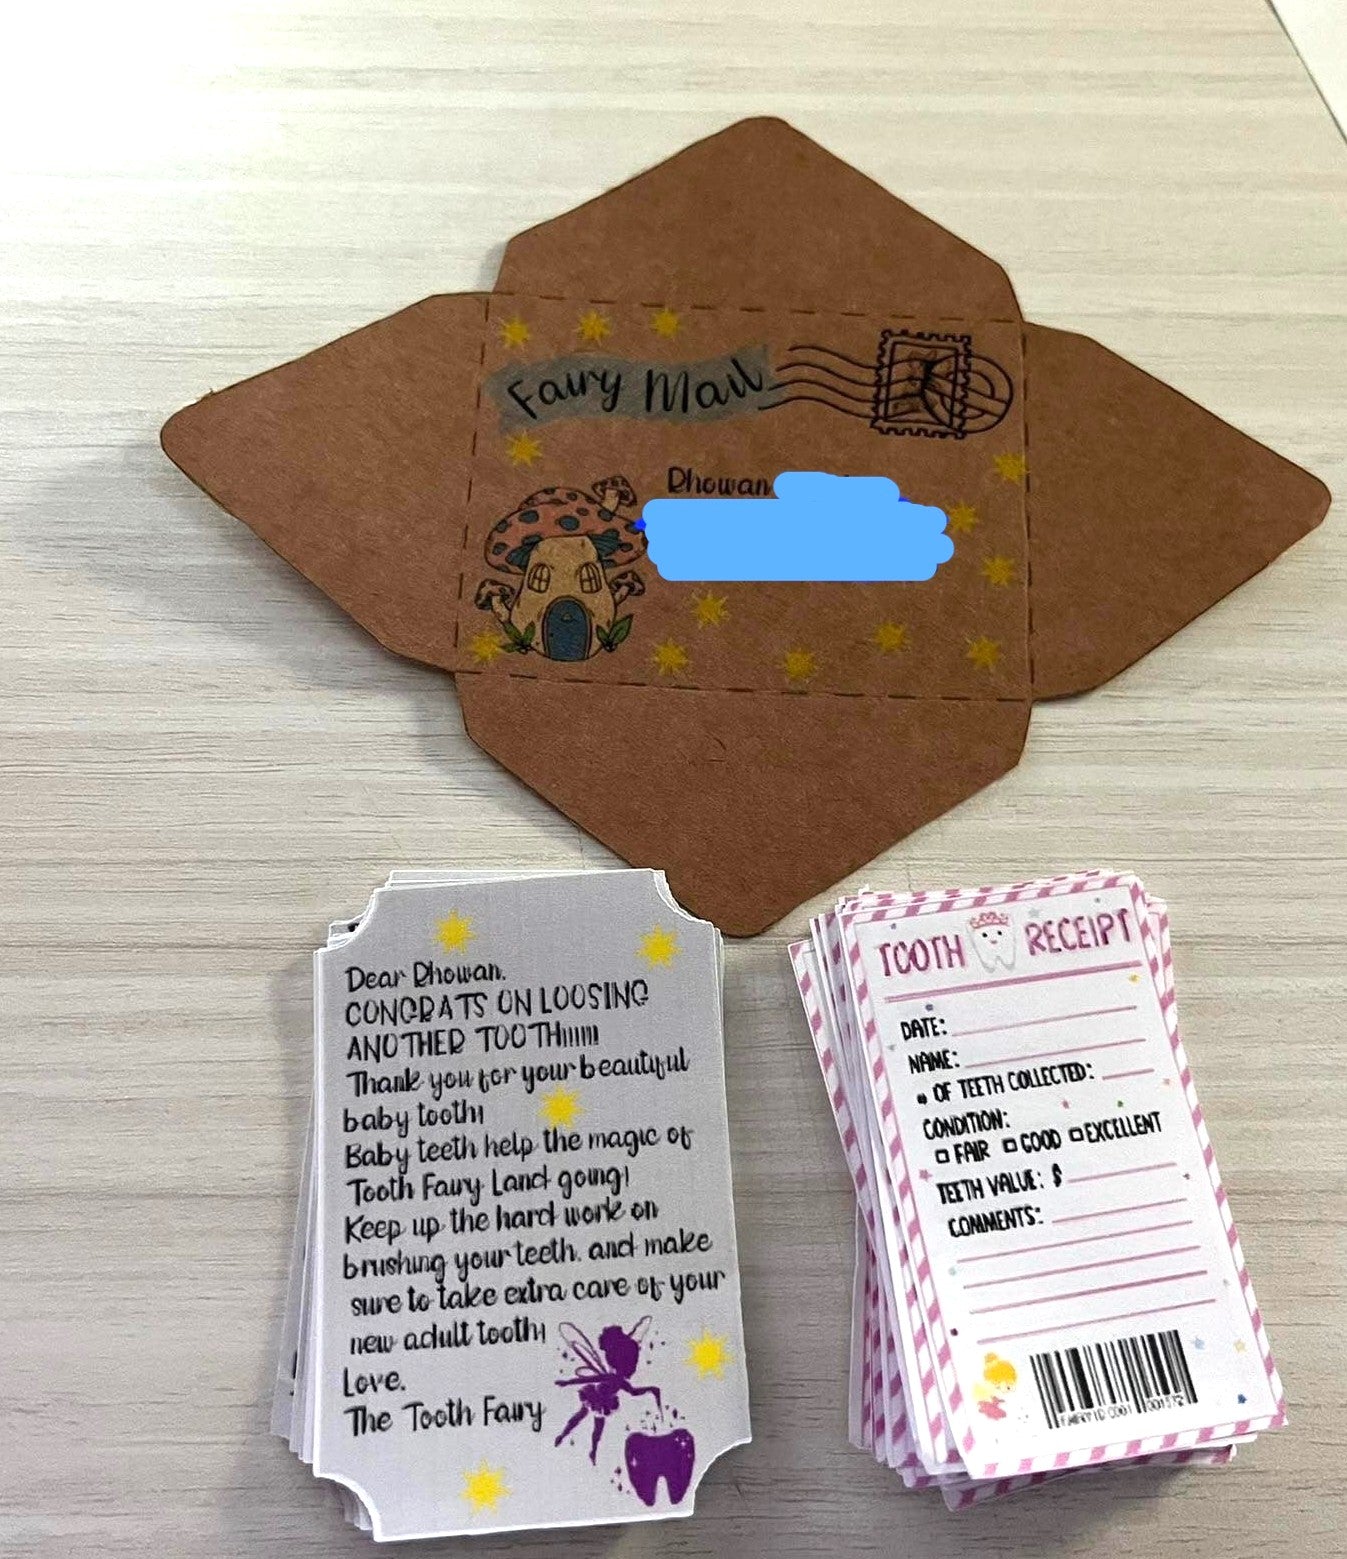 Fairy Mail
Rhowan
Dear Rhowan,
CONGRATS ON LOOSING
ANOTHER TOOTH!!!!!!
Thank you for your beautiful
baby tooth!
Baby teeth help the magic of
Tooth Fairy Land going!
Keep up the hard work on
brushing your teeth, and make
sure to take extra care of your
new adult tooth!
Love,
The Tooth Fairy
TOOTH RECEIPT
DATE:
NAME:
# OF TEETH COLLECTED:
CONDITION:
FAIR GOOD EXCELLENT
TEETH VALUE: $
COMMENTS:
FAIRY ID 0001